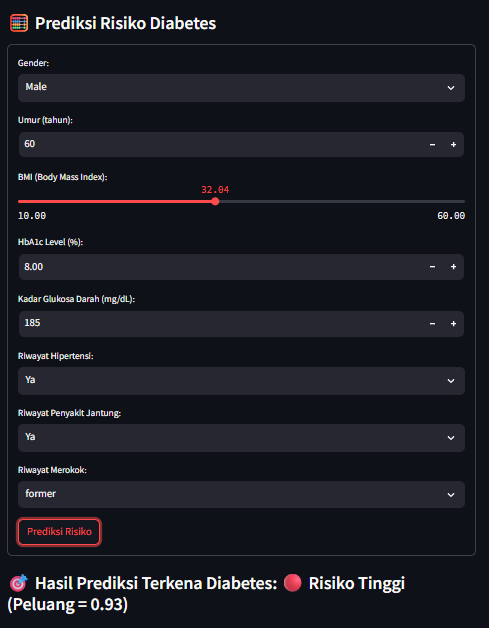 Prediksi Risiko Diabetes
Gender:
Male
Umur (tahun):
60
BMI (Body Mass Index):
32.04
10.00 60.00
HbA1c Level (%):
8.00
Kadar Glukosa Darah (mg/dL):
185
Riwayat Hipertensi:
Ya
Riwayat Penyakit Jantung:
Ya
Riwayat Merokok:
former
Prediksi Risiko
Hasil Prediksi Terkena Diabetes: Risiko Tinggi
(Peluang = 0.93)